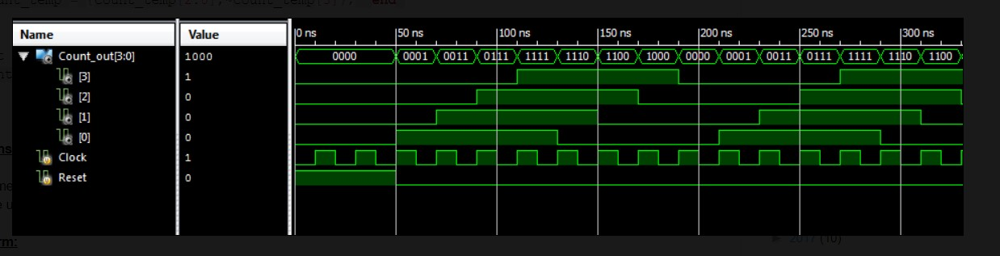 Name Value 0 ns 50 ns 100 ns 150 ns 200 ns 250 ns 300 ns
Count_out[3:0] 1000 0000 0001 0011 0111 1111 1110 1100 1000 0000 0001 0011 0111 1111 1110 1100
[3] 1
[2] 0
[1] 0
[0] 0
Clock 1
Reset 0
rm: 2017 (10)